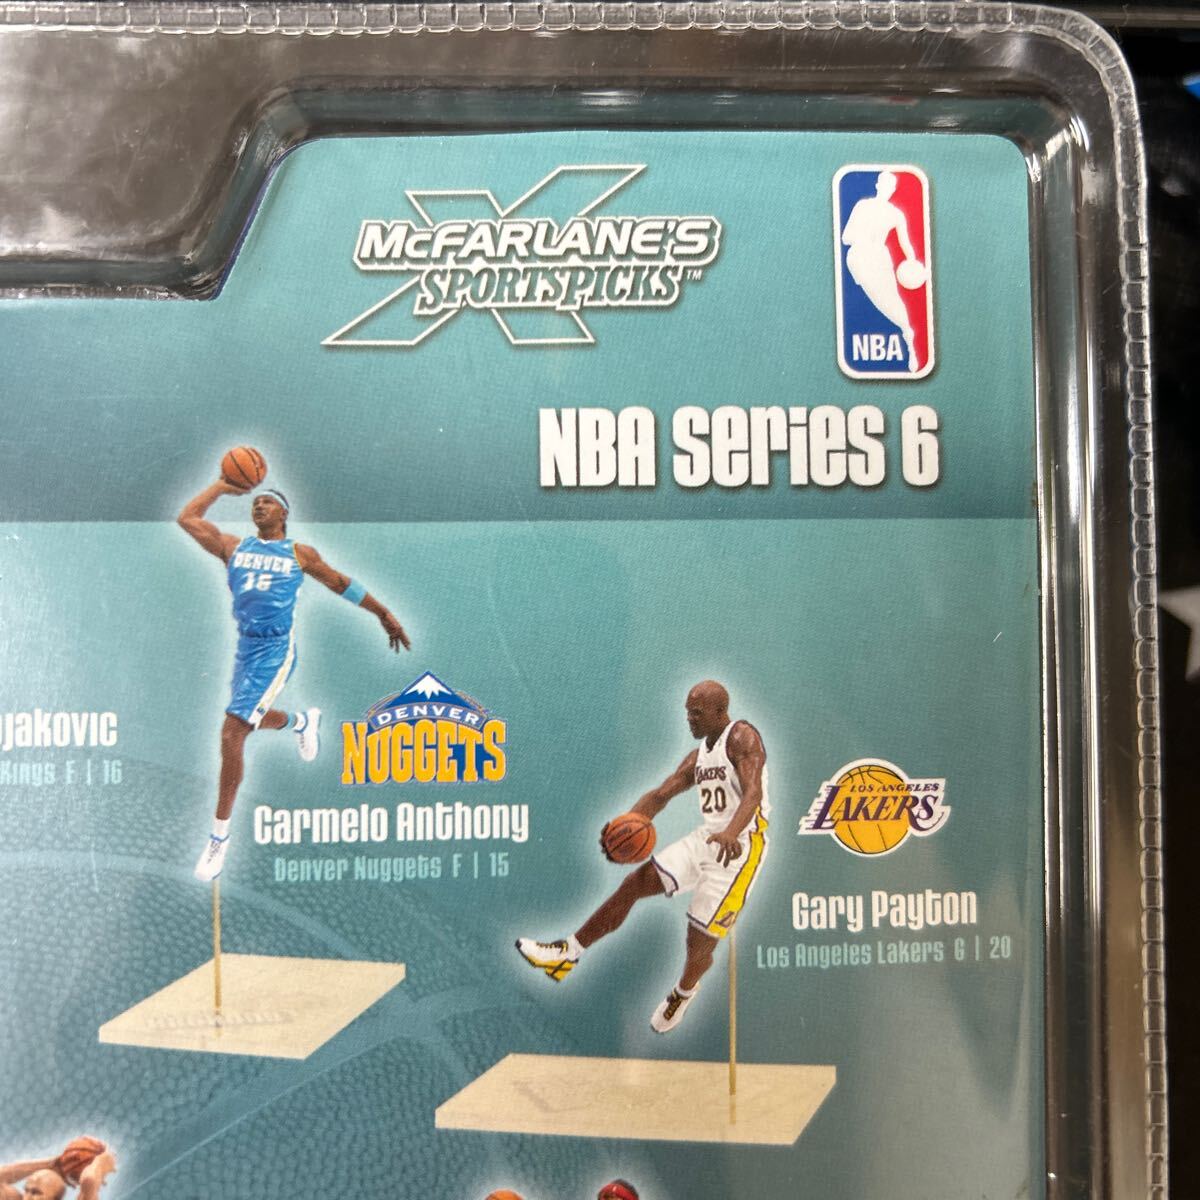 McFARLANE'S
SPORTSPICKS™
NBA
NBA Series 6
DENVER
15
DENVER
NUGGETS
Carmelo Anthony
Denver Nuggets F | 15
jakovic
Kings F | 16
LAKERS
20
LOS ANGELES
LAKERS
Gary Payton
Los Angeles Lakers G | 20